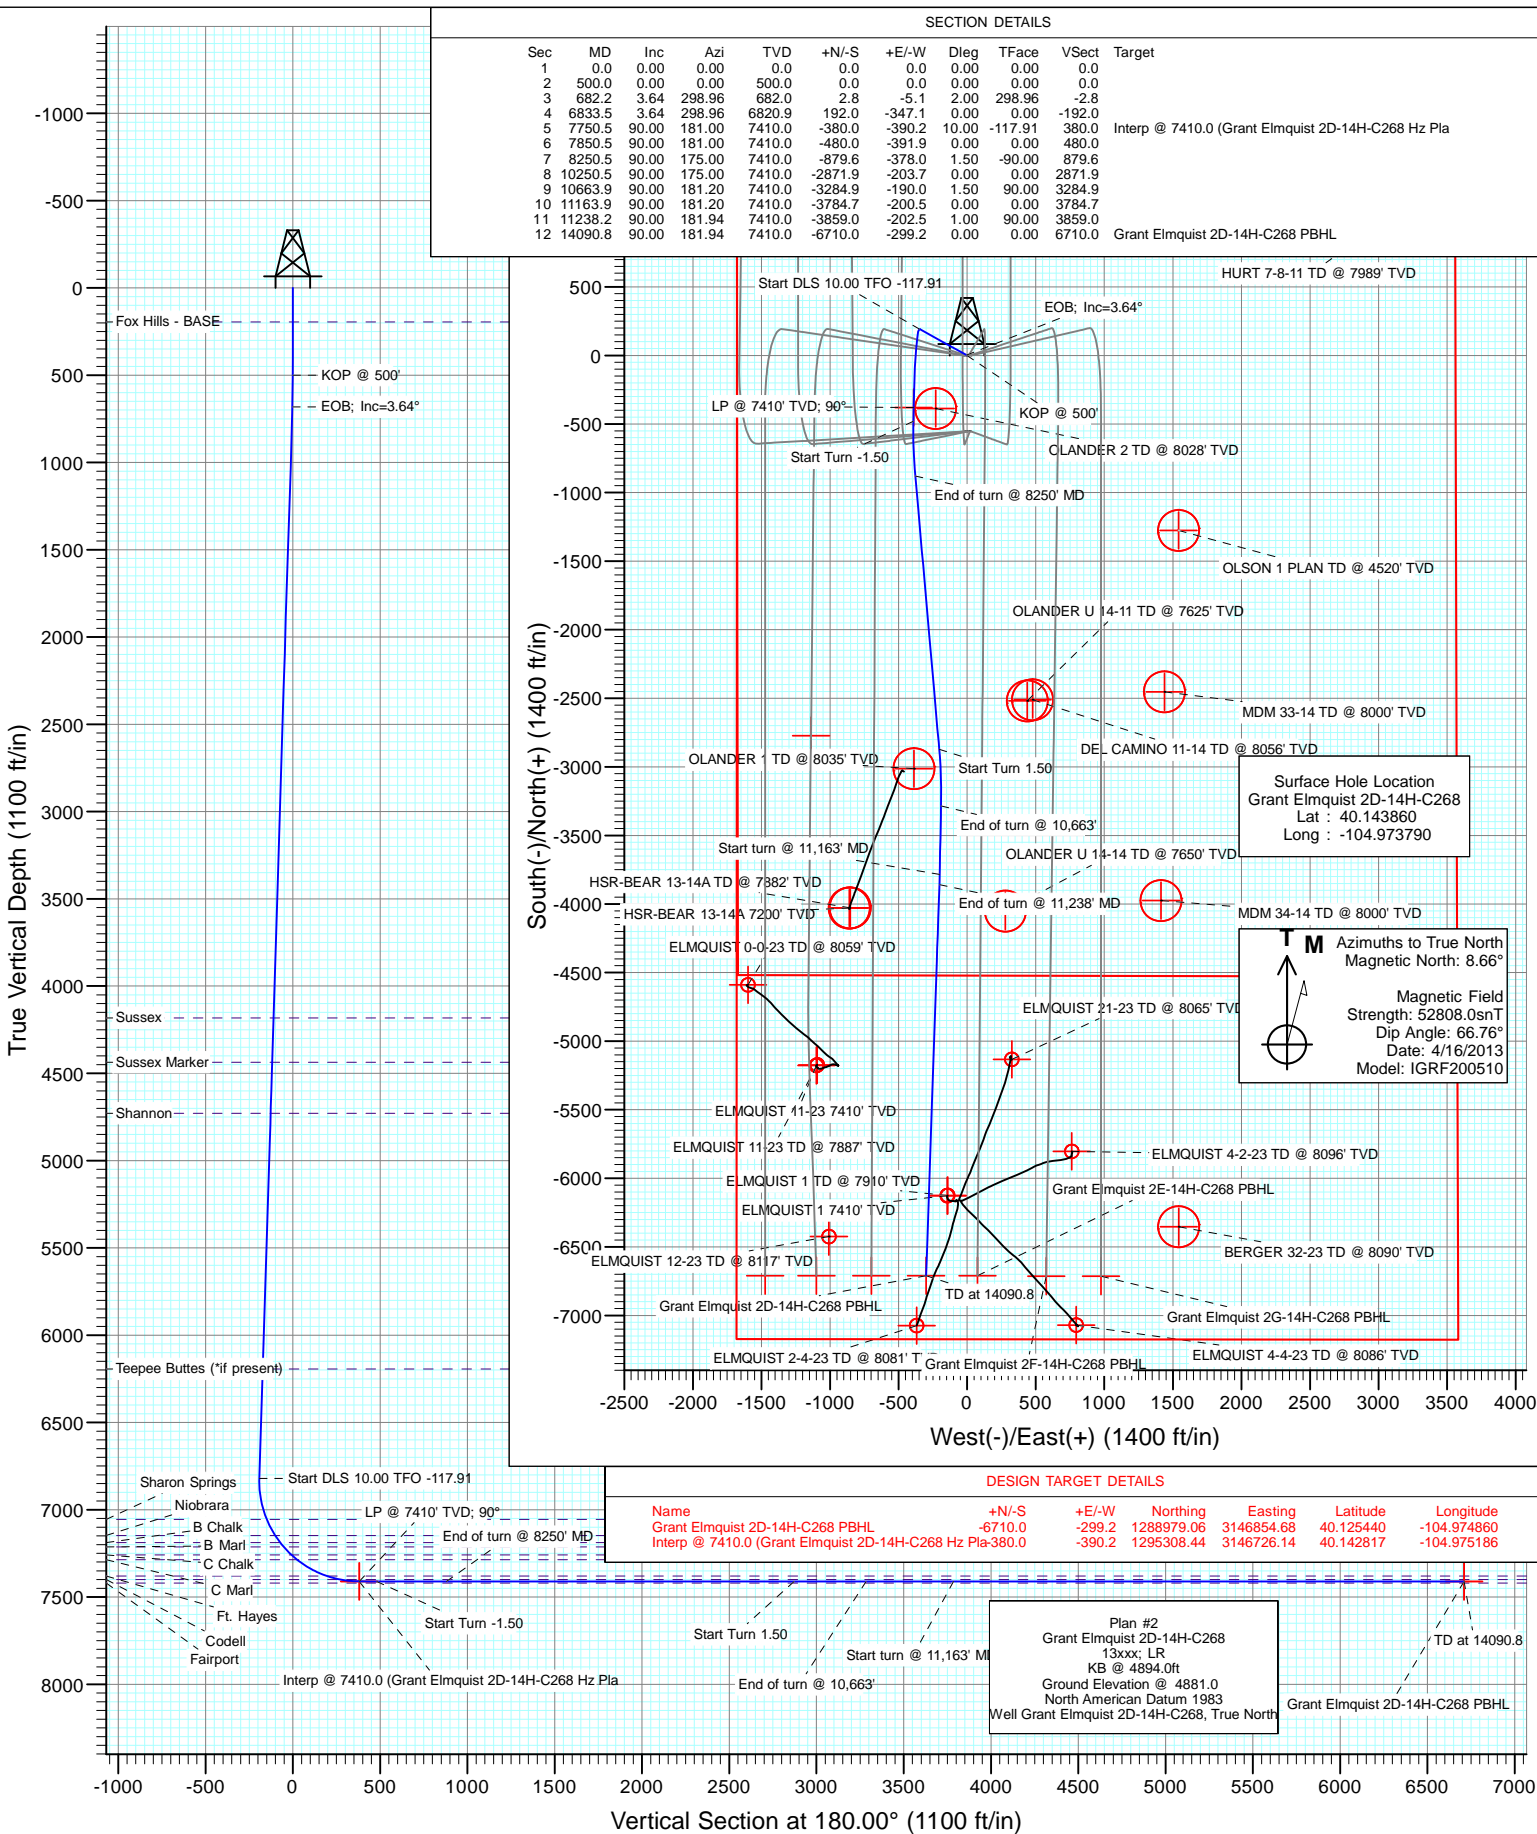 SECTION DETAILS
Sec MD Inc Azi TVD +N/-S +E/-W Dleg TFace VSect Target
1 0.0 0.00 0.00 0.0 0.0 0.0 0.00 0.00 0.0
2 500.0 0.00 0.00 500.0 0.0 0.0 0.00 0.00 0.0
3 682.2 3.64 298.96 682.0 2.8 -5.1 2.00 298.96 -2.8
4 6833.5 3.64 298.96 6820.9 192.0 -347.1 0.00 0.00 -192.0
5 7750.5 90.00 181.00 7410.0 -380.0 -390.2 10.00 -117.91 380.0 Interp @ 7410.0 (Grant Elmquist 2D-14H-C268 Hz Pla
6 7850.5 90.00 181.00 7410.0 -480.0 -391.9 0.00 0.00 480.0
7 8250.5 90.00 175.00 7410.0 -879.6 -378.0 1.50 -90.00 879.6
8 10250.5 90.00 175.00 7410.0 -2871.9 -203.7 0.00 0.00 2871.9
9 10663.9 90.00 181.20 7410.0 -3284.9 -190.0 1.50 90.00 3284.9
10 11163.9 90.00 181.20 7410.0 -3784.7 -200.5 0.00 0.00 3784.7
11 11238.2 90.00 181.94 7410.0 -3859.0 -202.5 1.00 90.00 3859.0
12 14090.8 90.00 181.94 7410.0 -6710.0 -299.2 0.00 0.00 6710.0 Grant Elmquist 2D-14H-C268 PBHL
True Vertical Depth (1100 ft/in)
-1000
-500
0
500
1000
1500
2000
2500
3000
3500
4000
4500
5000
5500
6000
6500
7000
7500
8000
Fox Hills - BASE
KOP @ 500'
EOB; Inc=3.64°
Sussex
Sussex Marker
Shannon
Teepee Buttes (*if present)
Start DLS 10.00 TFO -117.91
Sharon Springs
Niobrara
B Chalk
B Marl
C Chalk
C Marl
Ft. Hayes
Codell
Fairport
LP @ 7410' TVD; 90°
End of turn @ 8250' MD
Start Turn -1.50
Interp @ 7410.0 (Grant Elmquist 2D-14H-C268 Hz Pla
Start Turn 1.50
End of turn @ 10,663'
Start turn @ 11,163' MD
TD at 14090.8
Grant Elmquist 2D-14H-C268 PBHL
-1000 -500 0 500 1000 1500 2000 2500 3000 3500 4000 4500 5000 5500 6000 6500 7000
Vertical Section at 180.00° (1100 ft/in)
South(-)/North(+) (1400 ft/in)
500
0
-500
-1000
-1500
-2000
-2500
-3000
-3500
-4000
-4500
-5000
-5500
-6000
-6500
-7000
HURT 7-8-11 TD @ 7989' TVD
Start DLS 10.00 TFO -117.91
EOB; Inc=3.64°
LP @ 7410' TVD; 90°
KOP @ 500'
OLANDER 2 TD @ 8028' TVD
Start Turn -1.50
End of turn @ 8250' MD
OLSON 1 PLAN TD @ 4520' TVD
OLANDER U 14-11 TD @ 7625' TVD
MDM 33-14 TD @ 8000' TVD
DEL CAMINO 11-14 TD @ 8056' TVD
OLANDER 1 TD @ 8035' TVD
Start Turn 1.50
End of turn @ 10,663'
Start turn @ 11,163' MD
OLANDER U 14-14 TD @ 7650' TVD
HSR-BEAR 13-14A TD @ 7882' TVD
End of turn @ 11,238' MD
HSR-BEAR 13-14A 7200' TVD
MDM 34-14 TD @ 8000' TVD
ELMQUIST 0-0-23 TD @ 8059' TVD
ELMQUIST 21-23 TD @ 8065' TVD
ELMQUIST 11-23 7410' TVD
ELMQUIST 11-23 TD @ 7887' TVD
ELMQUIST 4-2-23 TD @ 8096' TVD
ELMQUIST 1 TD @ 7910' TVD
Grant Elmquist 2E-14H-C268 PBHL
ELMQUIST 1 7410' TVD
BERGER 32-23 TD @ 8090' TVD
ELMQUIST 12-23 TD @ 8117' TVD
TD at 14090.8
Grant Elmquist 2D-14H-C268 PBHL
Grant Elmquist 2G-14H-C268 PBHL
ELMQUIST 2-4-23 TD @ 8081'
Grant Elmquist 2F-14H-C268 PBHL
ELMQUIST 4-4-23 TD @ 8086' TVD
-2500 -2000 -1500 -1000 -500 0 500 1000 1500 2000 2500 3000 3500 4000
West(-)/East(+) (1400 ft/in)
Surface Hole Location
Grant Elmquist 2D-14H-C268
Lat : 40.143860
Long : -104.973790
T M
Azimuths to True North
Magnetic North: 8.66°
Magnetic Field
Strength: 52808.0snT
Dip Angle: 66.76°
Date: 4/16/2013
Model: IGRF200510
DESIGN TARGET DETAILS
Name +N/-S +E/-W Northing Easting Latitude Longitude
Grant Elmquist 2D-14H-C268 PBHL -6710.0 -299.2 1288979.06 3146854.68 40.125440 -104.974860
Interp @ 7410.0 (Grant Elmquist 2D-14H-C268 Hz Pla-380.0 -390.2 1295308.44 3146726.14 40.142817 -104.975186
Plan #2
Grant Elmquist 2D-14H-C268
13xxx; LR
KB @ 4894.0ft
Ground Elevation @ 4881.0
North American Datum 1983
Well Grant Elmquist 2D-14H-C268, True North